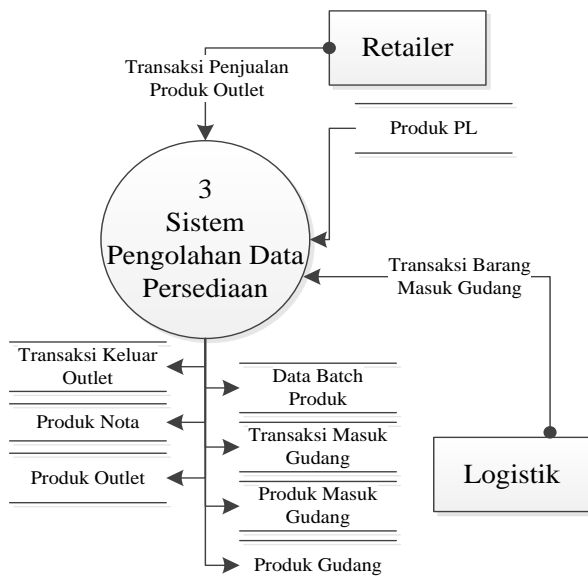 Retailer
Transaksi Penjualan
Produk Outlet
Produk PL
3
Sistem
Pengolahan Data
Persediaan
Transaksi Barang
Masuk Gudang
Transaksi Keluar
Outlet
Data Batch
Produk
Produk Nota
Transaksi Masuk
Gudang
Produk Outlet
Produk Masuk
Gudang
Logistik
Produk Gudang